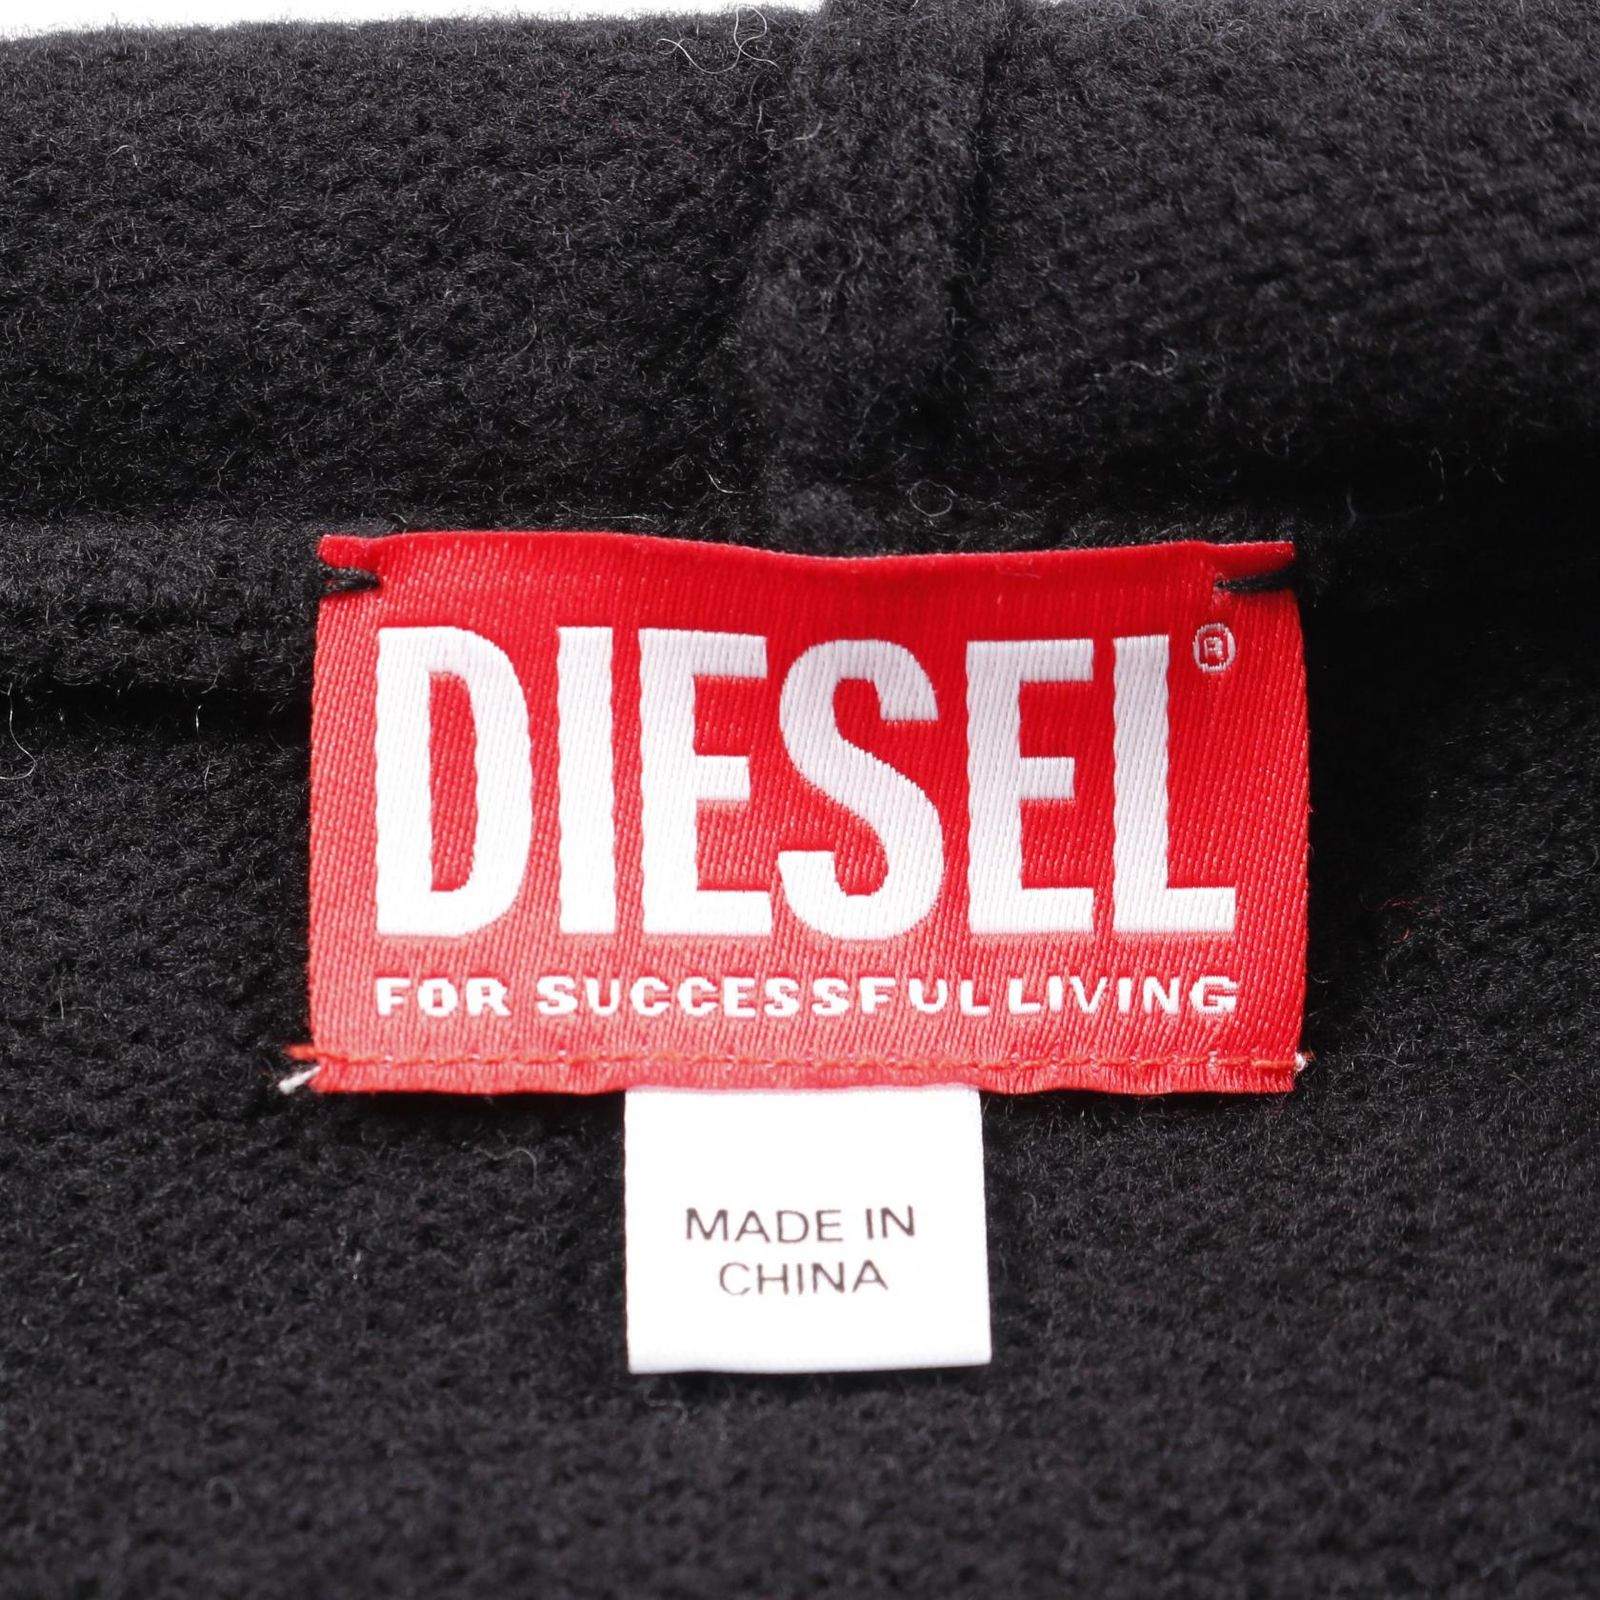 DIESEL®
FOR SUCCESSFUL LIVING
MADE IN
CHINA